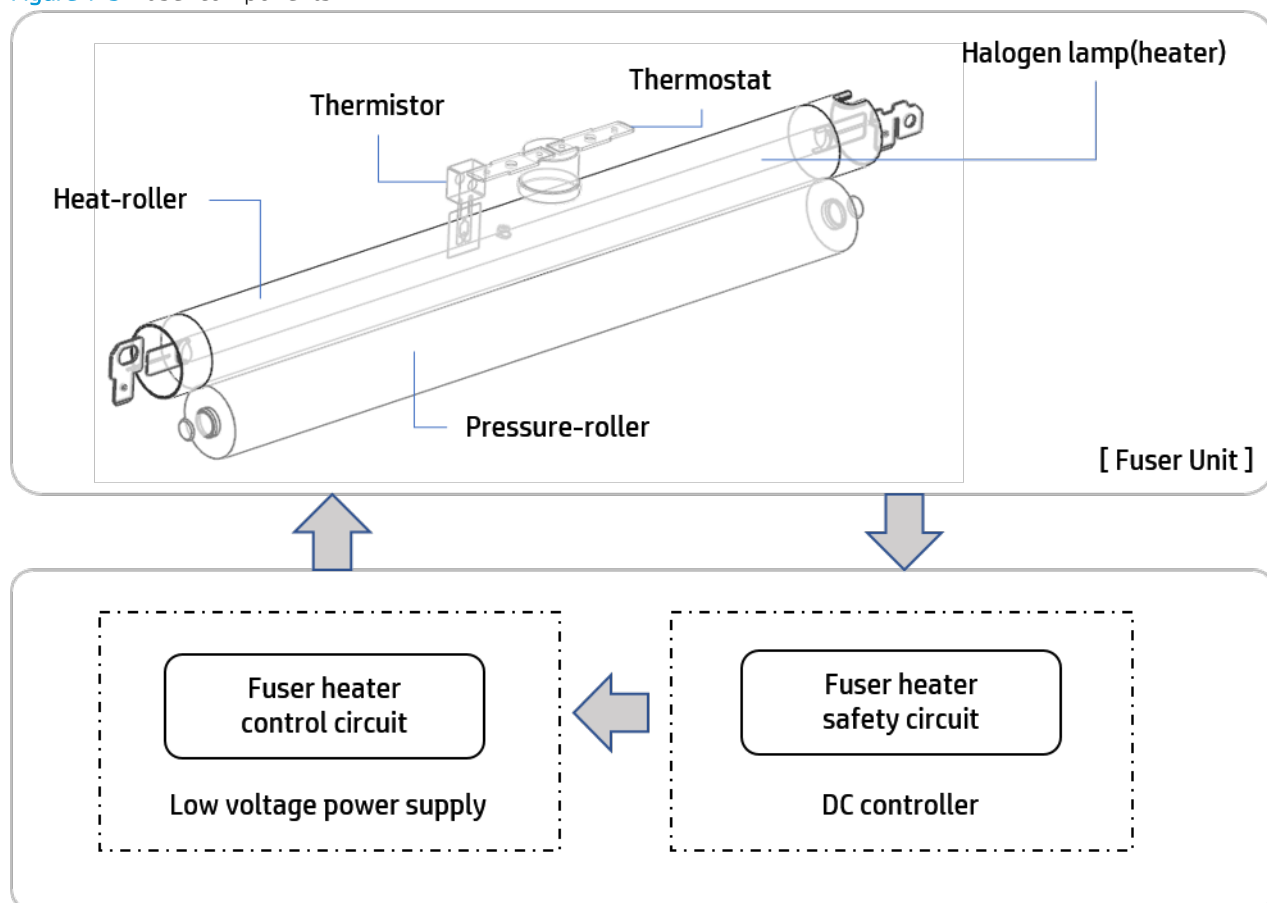 Halogen lamp(heater)
Thermostat
Thermistor
Heat-roller
Pressure-roller
[ Fuser Unit ]
Fuser heater
control circuit
Low voltage power supply
Fuser heater
safety circuit
DC controller